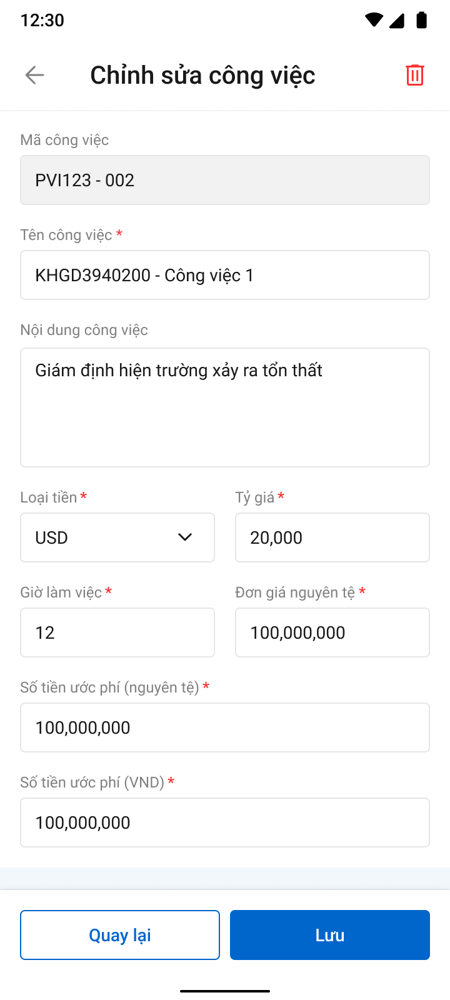 12:30
Chỉnh sửa công việc
Mã công việc
PVI123 - 002
Tên công việc *
KHGD3940200 - Công việc 1
Nội dung công việc
Giám định hiện trường xảy ra tổn thất
Loại tiền *
Tỷ giá *
USD
20,000
Giờ làm việc *
Đơn giá nguyên tệ *
12
100,000,000
Số tiền ước phí (nguyên tệ) *
100,000,000
Số tiền ước phí (VND) *
100,000,000
Quay lại
Lưu